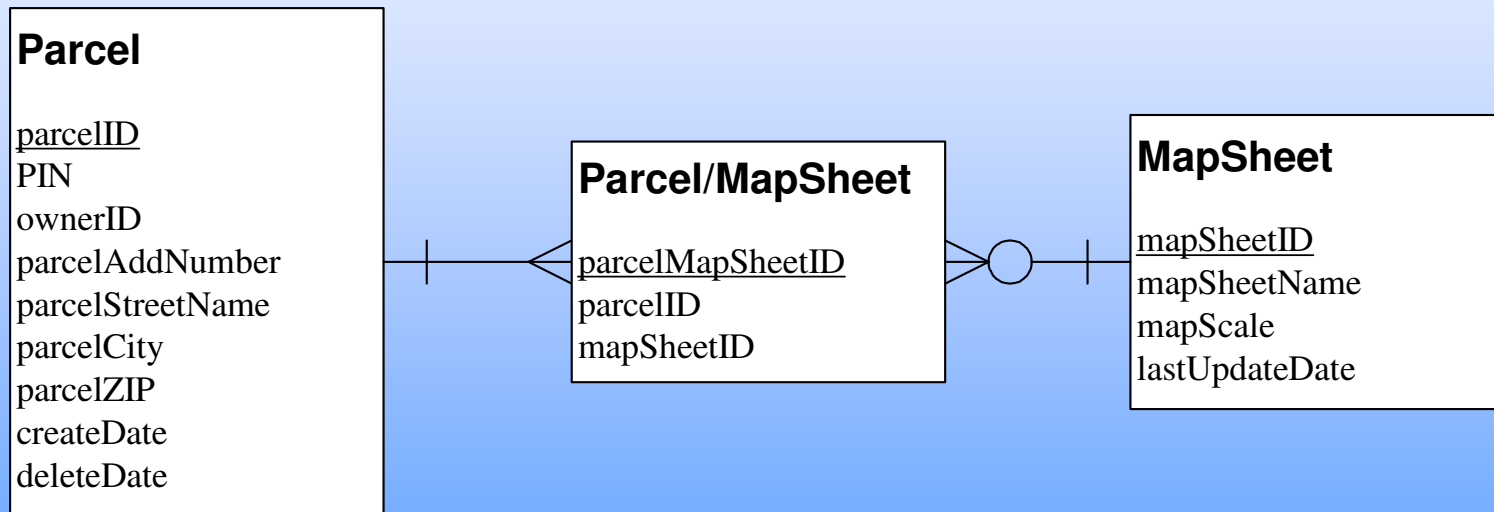 Parcel
parcelID
PIN
ownerID
parcelAddNumber
parcelStreetName
parcelCity
parcelZIP
createDate
deleteDate
Parcel/MapSheet
parcelMapSheetID
parcelID
mapSheetID
MapSheet
mapSheetID
mapSheetName
mapScale
lastUpdateDate